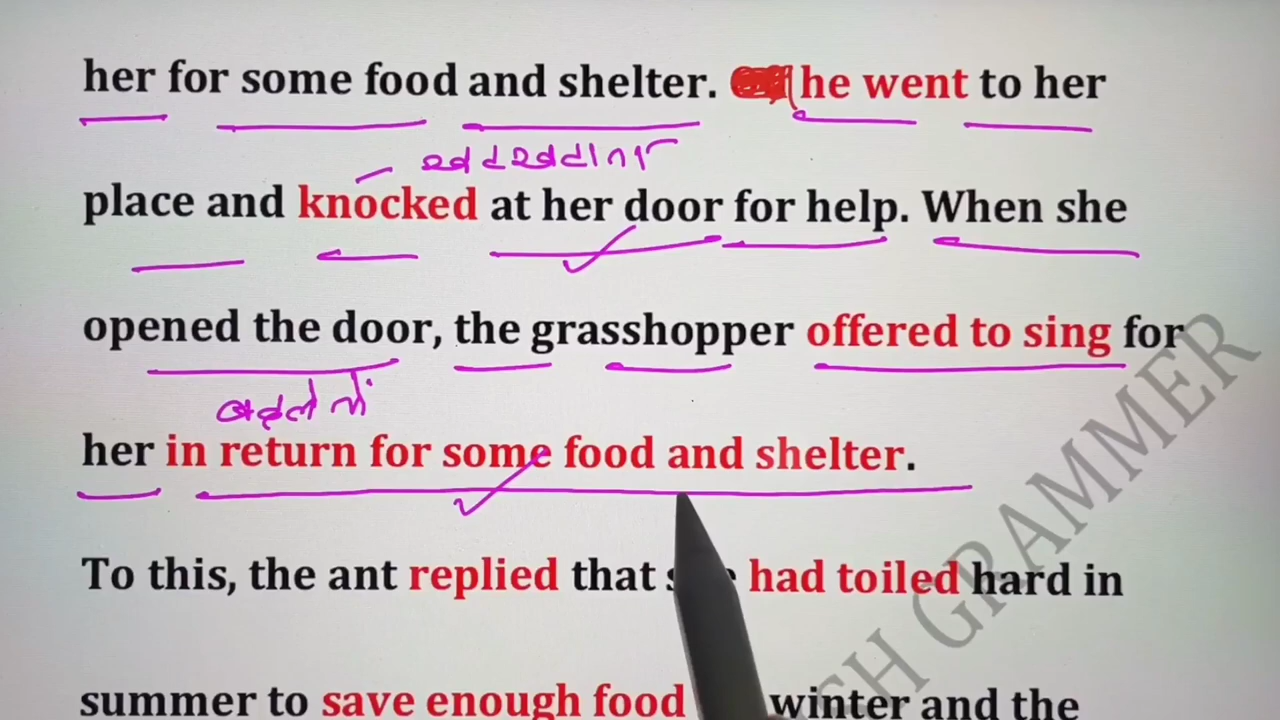 her for some food and shelter. he went to her
place and knocked at her door for help. When she
opened the door, the grasshopper offered to sing for
her in return for some food and shelter.
To this, the ant replied that had toiled hard in
summer to save enough food winter and the
SH GRAMMER